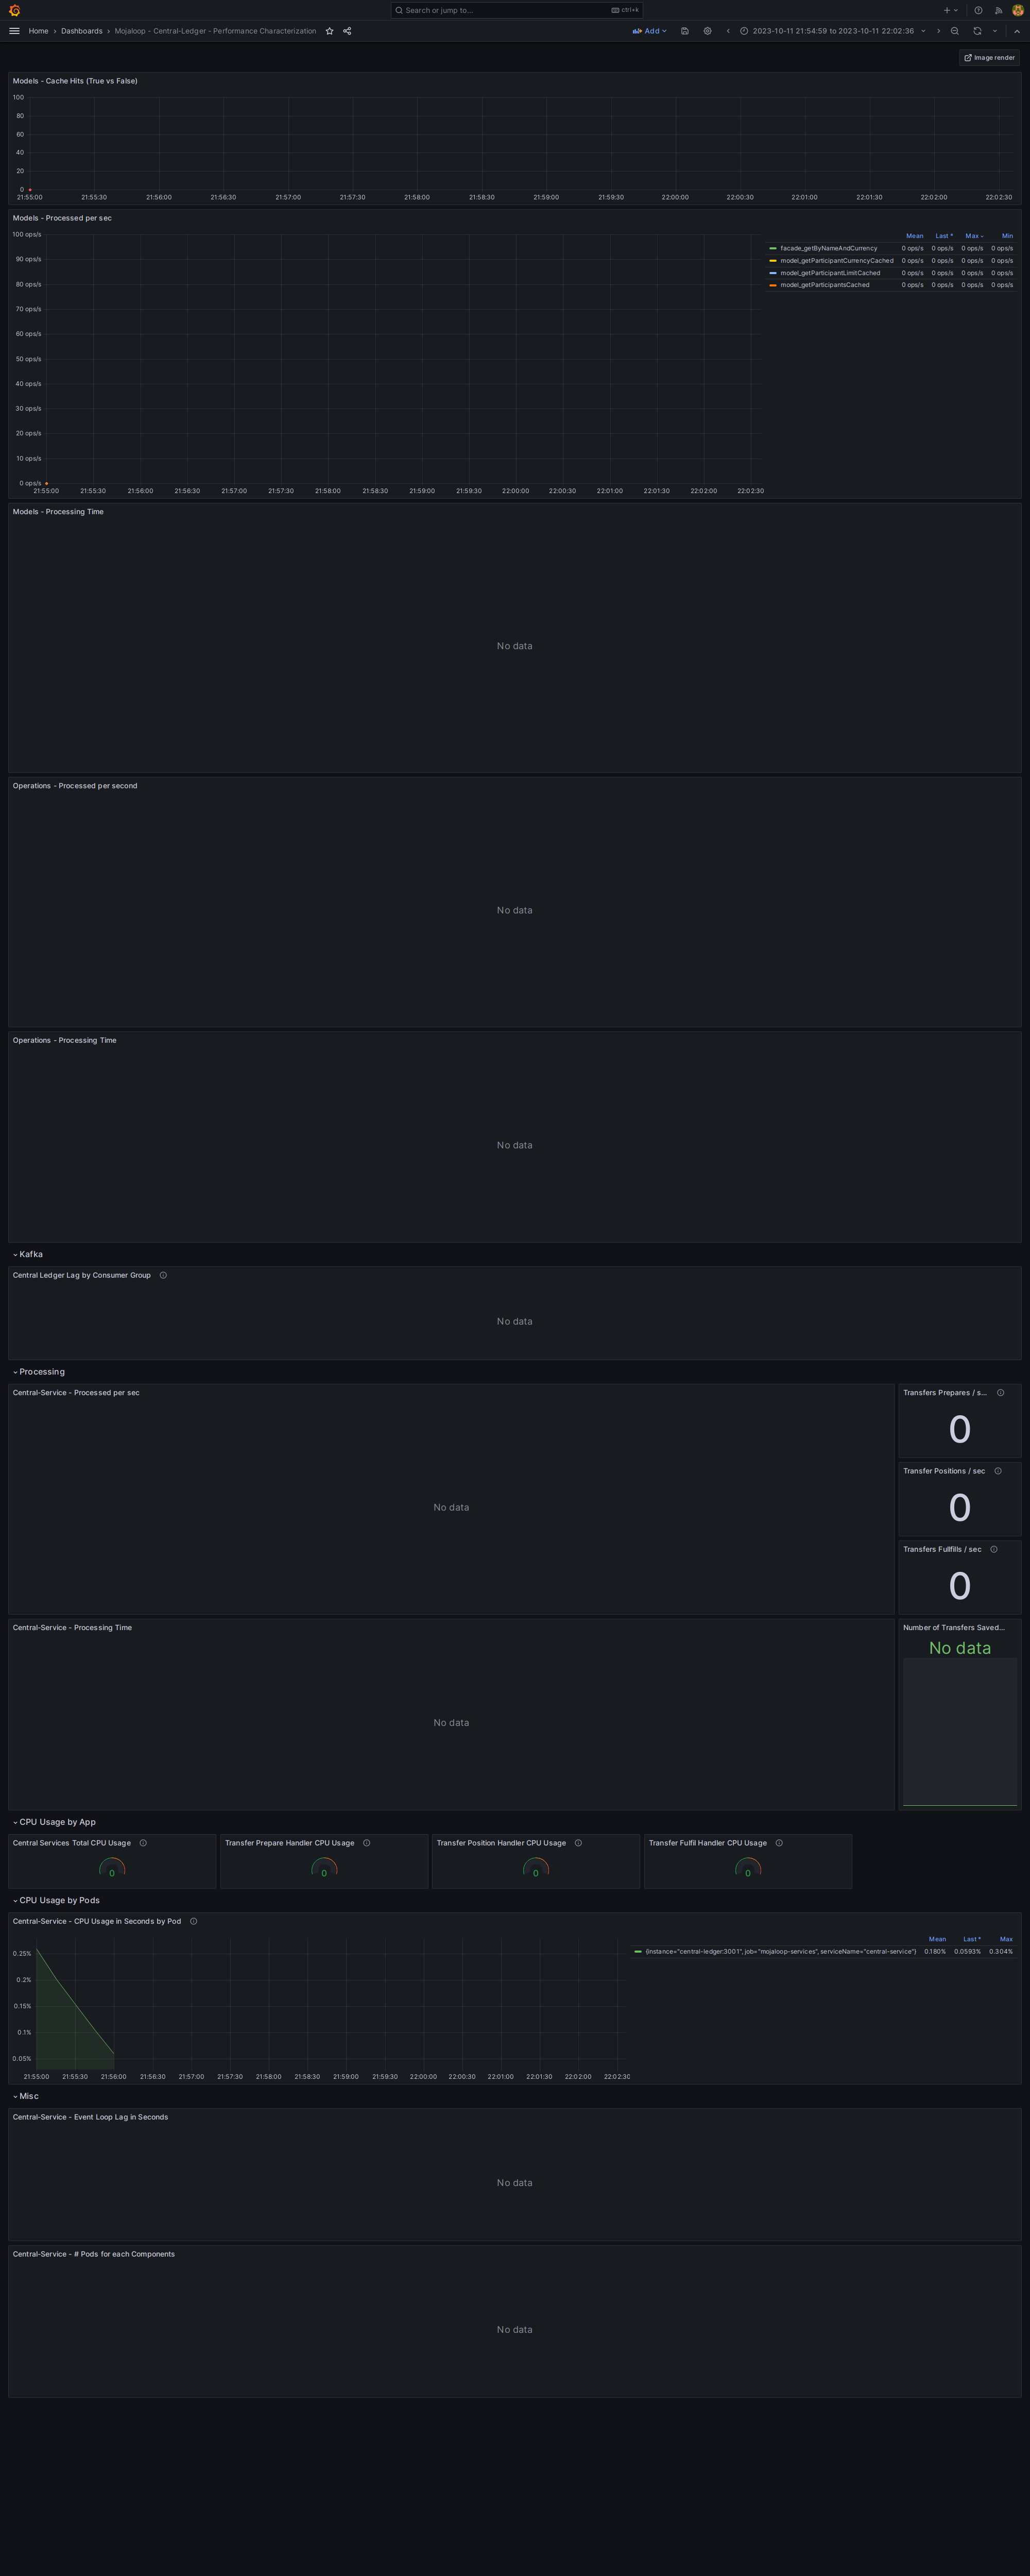 Search or jump to... ctrl+k
Home › Dashboards › Mojaloop - Central-Ledger - Performance Characterization Add 2023-10-11 21:54:59 to 2023-10-11 22:02:36
Image render
Models - Cache Hits (True vs False)
100
80
60
40
20
0
21:55:00 21:55:30 21:56:00 21:56:30 21:57:00 21:57:30 21:58:00 21:58:30 21:59:00 21:59:30 22:00:00 22:00:30 22:01:00 22:01:30 22:02:00 22:02:30
Models - Processed per sec
100 ops/s
90 ops/s
80 ops/s
70 ops/s
60 ops/s
50 ops/s
40 ops/s
30 ops/s
20 ops/s
10 ops/s
0 ops/s
21:55:00 21:55:30 21:56:00 21:56:30 21:57:00 21:57:30 21:58:00 21:58:30 21:59:00 21:59:30 22:00:00 22:00:30 22:01:00 22:01:30 22:02:00 22:02:30
Mean Last * Max Min
facade_getByNameAndCurrency 0 ops/s 0 ops/s 0 ops/s 0 ops/s
model_getParticipantCurrencyCached 0 ops/s 0 ops/s 0 ops/s 0 ops/s
model_getParticipantLimitCached 0 ops/s 0 ops/s 0 ops/s 0 ops/s
model_getParticipantsCached 0 ops/s 0 ops/s 0 ops/s 0 ops/s
Models - Processing Time
No data
Operations - Processed per second
No data
Operations - Processing Time
No data
Kafka
Central Ledger Lag by Consumer Group
No data
Processing
Central-Service - Processed per sec
No data
Transfers Prepares / s...
0
Transfer Positions / sec
0
Transfers Fullfills / sec
0
Central-Service - Processing Time
No data
Number of Transfers Saved...
No data
CPU Usage by App
Central Services Total CPU Usage
0
Transfer Prepare Handler CPU Usage
0
Transfer Position Handler CPU Usage
0
Transfer Fulfil Handler CPU Usage
0
CPU Usage by Pods
Central-Service - CPU Usage in Seconds by Pod
0.25%
0.2%
0.15%
0.1%
0.05%
21:55:00 21:55:30 21:56:00 21:56:30 21:57:00 21:57:30 21:58:00 21:58:30 21:59:00 21:59:30 22:00:00 22:00:30 22:01:00 22:01:30 22:02:00 22:02:30
Mean Last * Max
{instance="central-ledger:3001", job="mojaloop-services", serviceName="central-service"} 0.180% 0.0593% 0.304%
Misc
Central-Service - Event Loop Lag in Seconds
No data
Central-Service - # Pods for each Components
No data